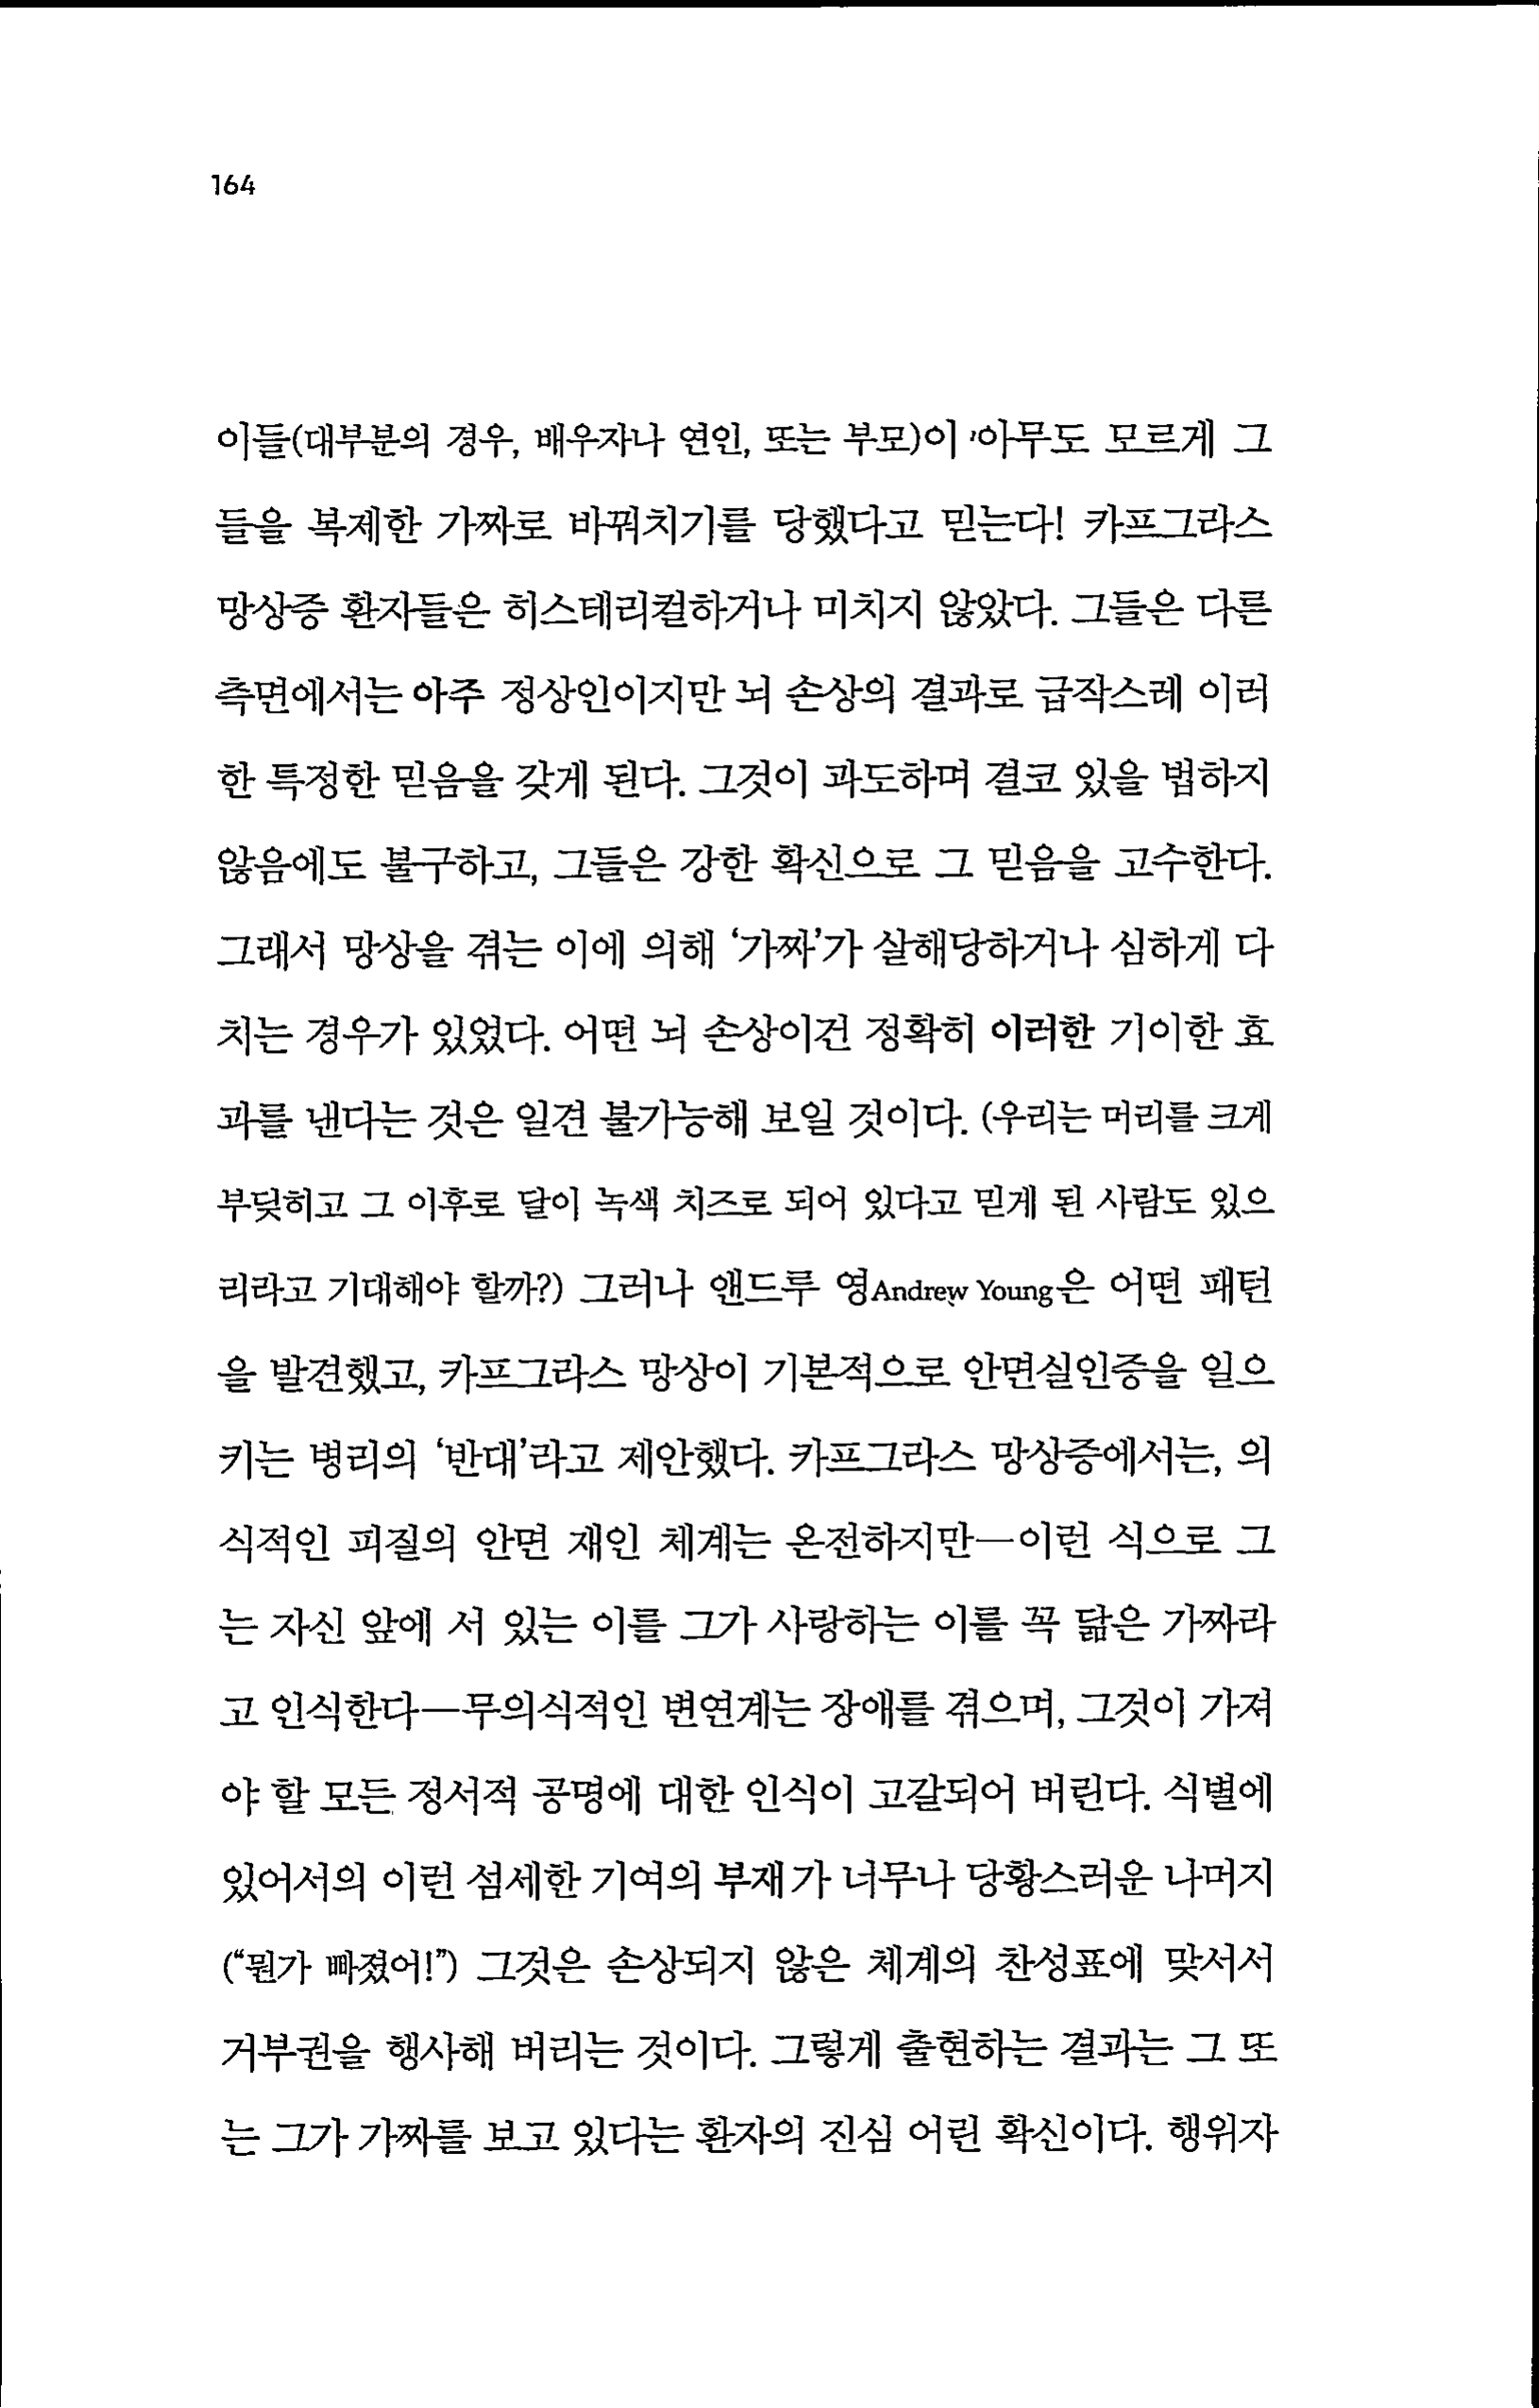 164
이들(대부분의 경우, 배우자나 연인, 또는 부모)이 아무도 모르게 그
들을 복제한 가짜로 바꿔치기를 당했다고 믿는다! 카프그라스
망상증 환자들은 히스테리컬하거나 미치지 않았다. 그들은 다른
측면에서는 아주 정상인이지만 뇌 손상의 결과로 급작스레 이러
한 특정한 믿음을 갖게 된다. 그것이 과도하며 결코 있을 법하지
않음에도 불구하고, 그들은 강한 확신으로 그 믿음을 고수한다.
그래서 망상을 겪는 이에 의해 ‘가짜’가 살해당하거나 심하게 다
치는 경우가 있었다. 어떤 뇌 손상이건 정확히 이러한 기이한 효
과를 낸다는 것은 일견 불가능해 보일 것이다. (우리는 머리를 크게
부딪히고 그 이후로 달이 녹색 치즈로 되어 있다고 믿게 된 사람도 있으
리라고 기대해야 할까?) 그러나 앤드루 영Andrew Young은 어떤 패턴
을 발견했고, 카프그라스 망상이 기본적으로 안면실인증을 일으
키는 병리의 ‘반대’라고 제안했다. 카프그라스 망상증에서는, 의
식적인 피질의 안면 재인 체계는 온전하지만—이런 식으로 그
는 자신 앞에 서 있는 이를 그가 사랑하는 이를 꼭 닮은 가짜라
고 인식한다—무의식적인 변연계는 장애를 겪으며, 그것이 가져
야 할 모든 정서적 공명에 대한 인식이 고갈되어 버린다. 식별에
있어서의 이런 섬세한 기여의 부재가 너무나 당황스러운 나머지
(“뭔가 빠졌어!”) 그것은 손상되지 않은 체계의 찬성표에 맞서서
거부권을 행사해 버리는 것이다. 그렇게 출현하는 결과는 그 또
는 그가 가짜를 보고 있다는 환자의 진심 어린 확신이다. 행위자